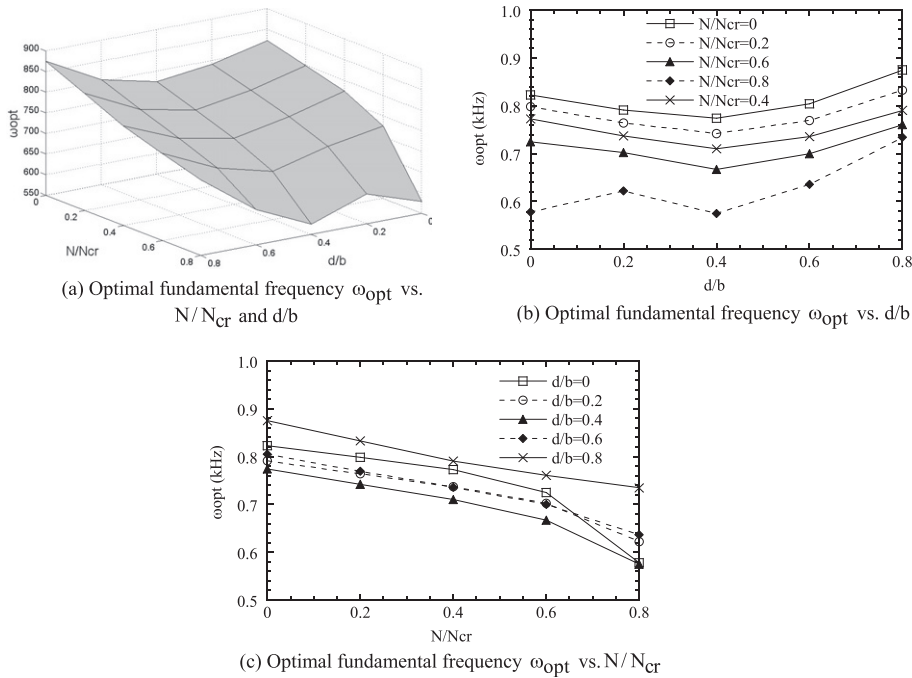 900
850
800
750
700
650
600
550
ωopt
0
0.2
0.4
0.6
0.8
N/Ncr
0.8
0.6
0.4
0.2
0
d/b
(a) Optimal fundamental frequency ωopt vs.
N/Ncr and d/b
1.0
0.9
0.8
0.7
0.6
0.5
ωopt (kHz)
N/Ncr=0
N/Ncr=0.2
N/Ncr=0.6
N/Ncr=0.8
N/Ncr=0.4
0 0.2 0.4 0.6 0.8
d/b
(b) Optimal fundamental frequency ωopt vs. d/b
1.0
0.9
0.8
0.7
0.6
0.5
ωopt (kHz)
d/b=0
d/b=0.2
d/b=0.4
d/b=0.6
d/b=0.8
0 0.2 0.4 0.6 0.8
N/Ncr
(c) Optimal fundamental frequency ωopt vs. N/Ncr